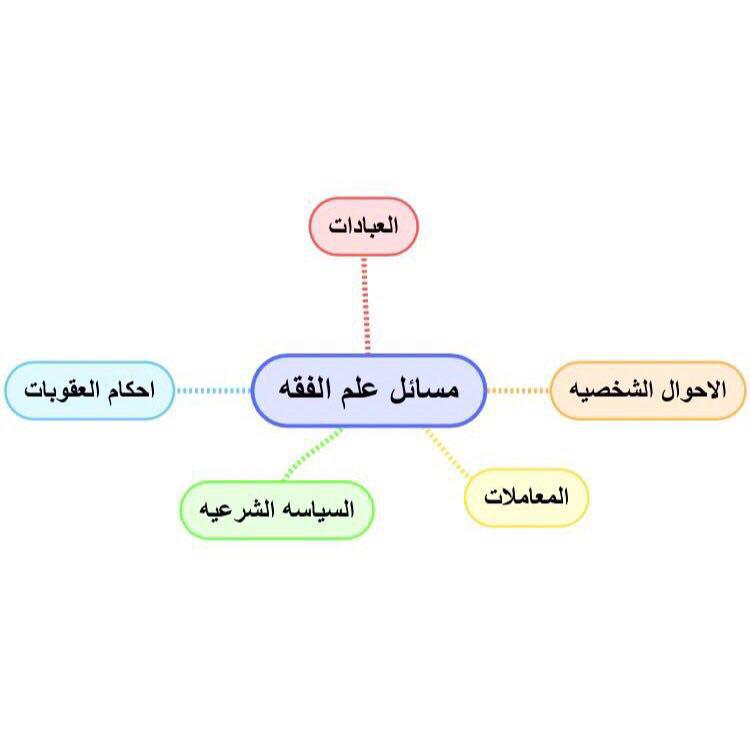 العبادات
مسائل علم الفقه
الاحوال الشخصيه
احكام العقوبات
المعاملات
السياسه الشرعيه